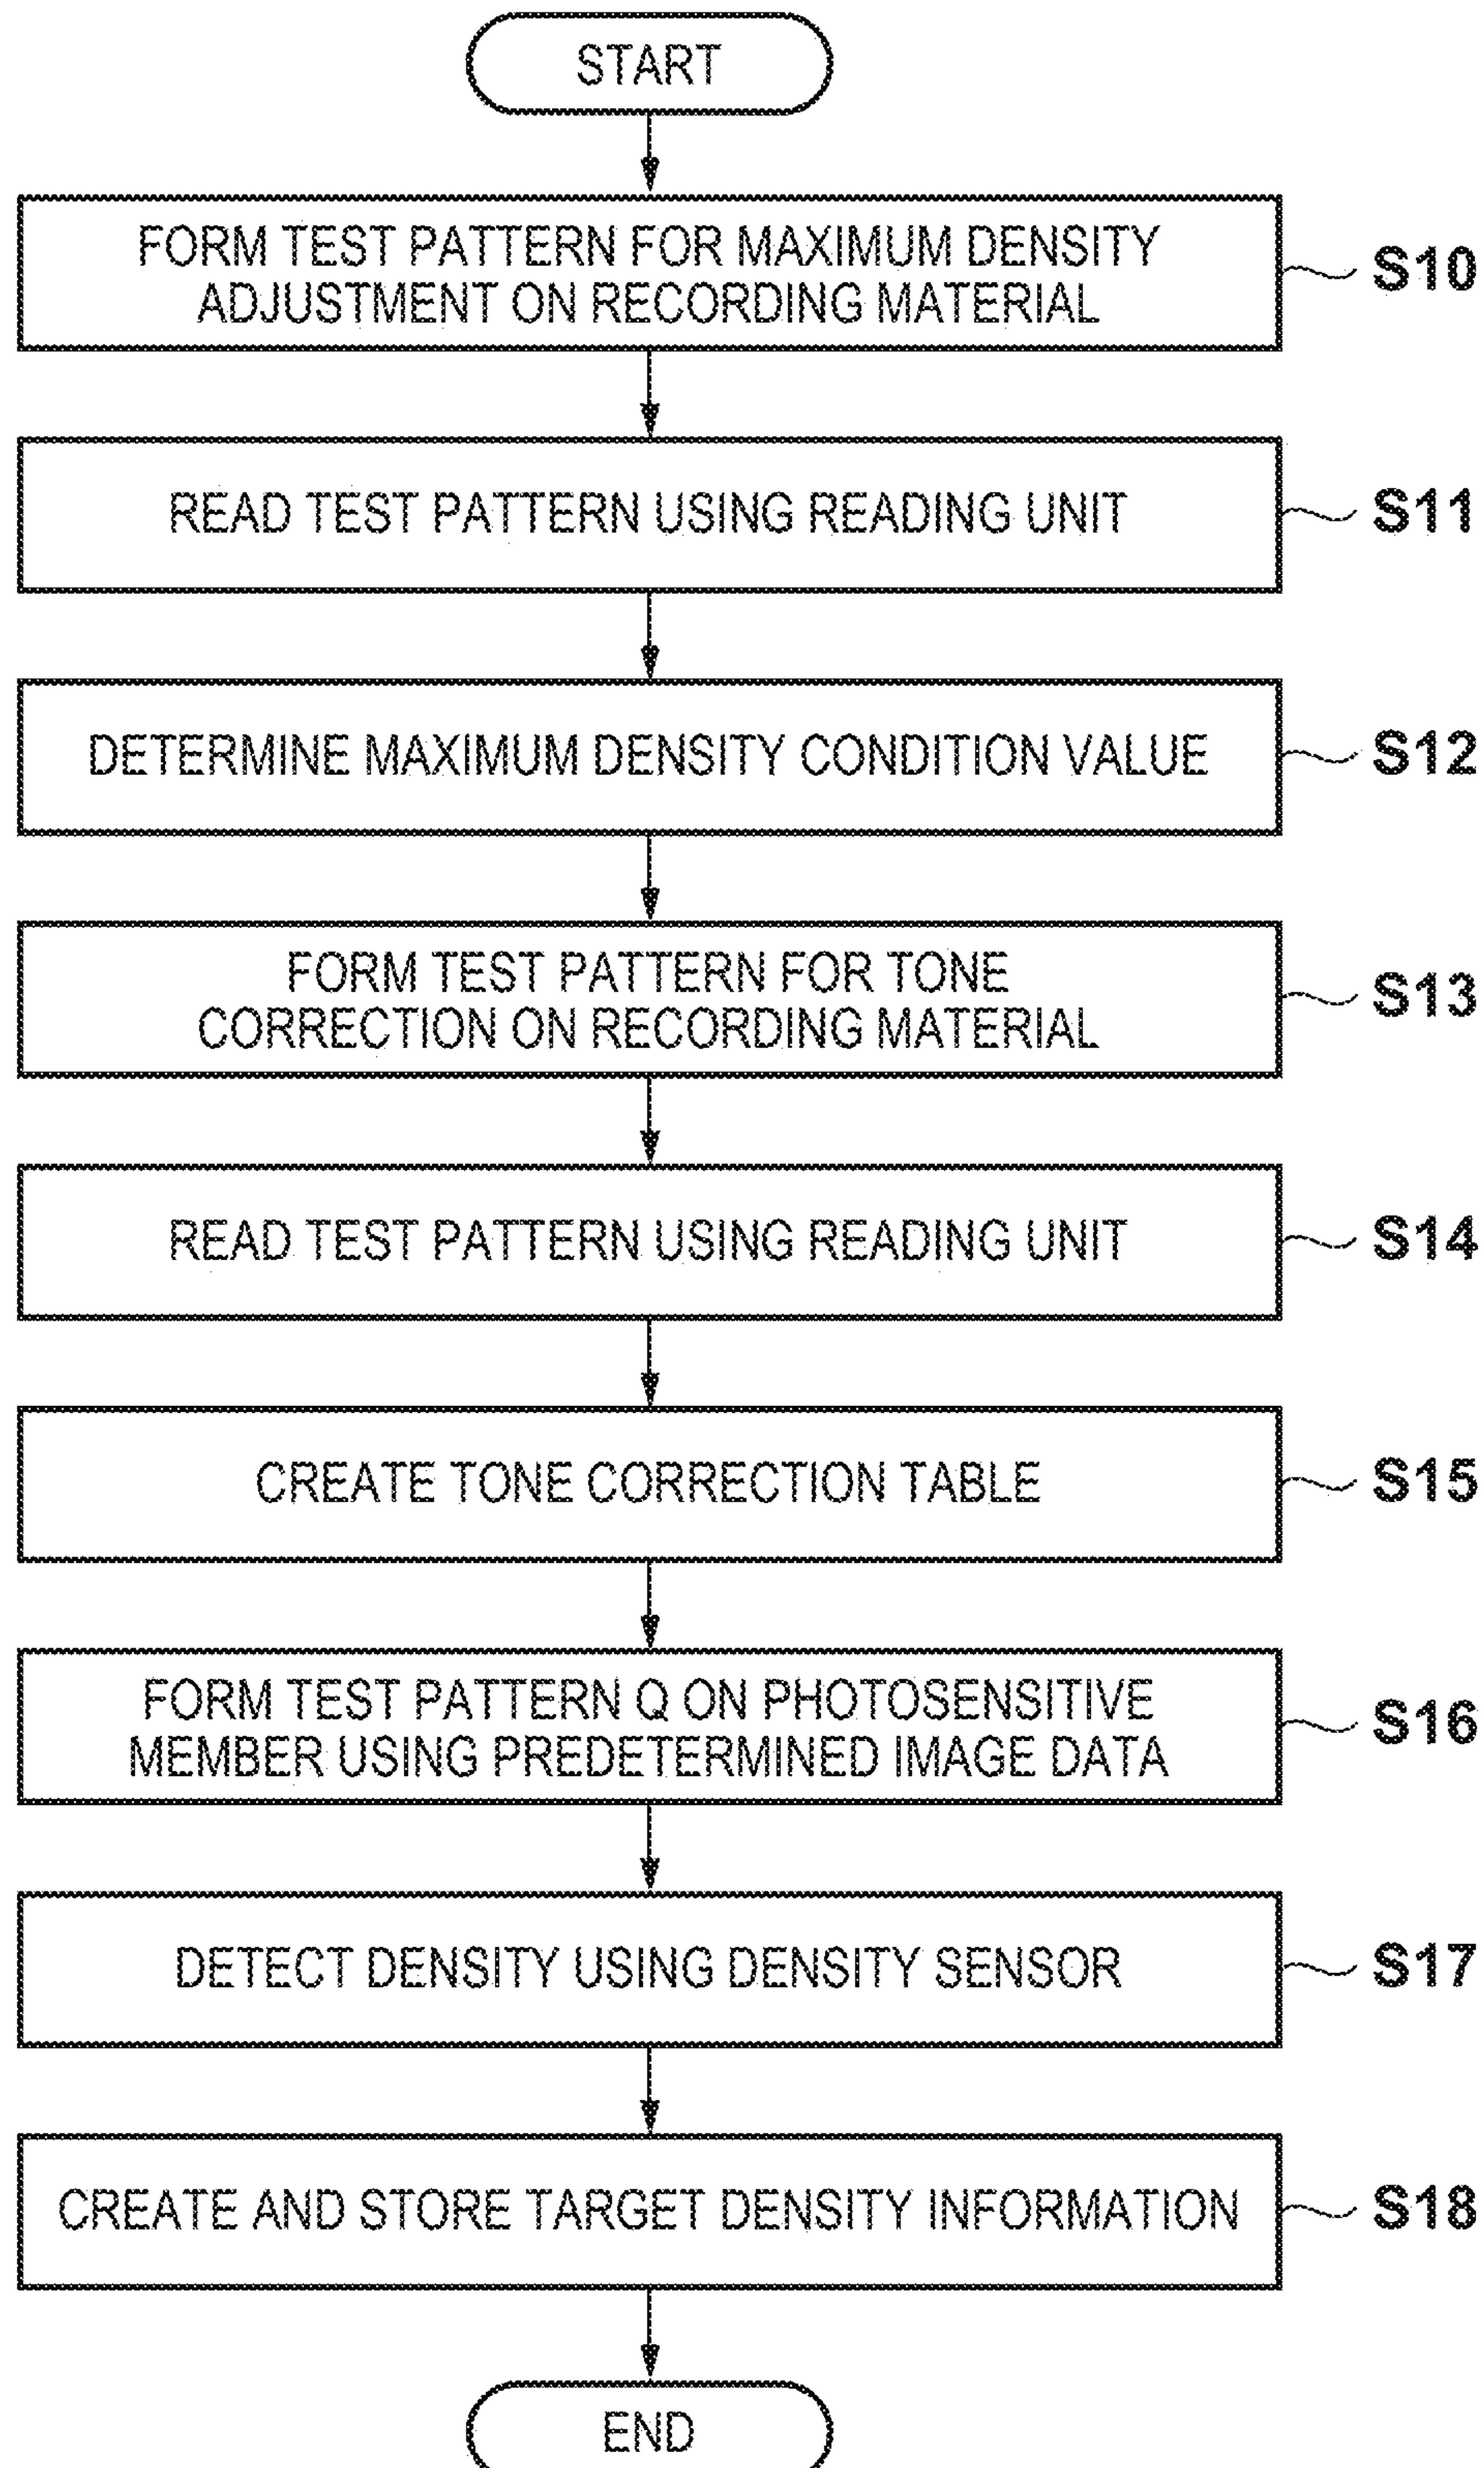 START
FORM TEST PATTERN FOR MAXIMUM DENSITY
ADJUSTMENT ON RECORDING MATERIAL
S10
READ TEST PATTERN USING READING UNIT
S11
DETERMINE MAXIMUM DENSITY CONDITION VALUE
S12
FORM TEST PATTERN FOR TONE
CORRECTION ON RECORDING MATERIAL
S13
READ TEST PATTERN USING READING UNIT
S14
CREATE TONE CORRECTION TABLE
S15
FORM TEST PATTERN Q ON PHOTOSENSITIVE
MEMBER USING PREDETERMINED IMAGE DATA
S16
DETECT DENSITY USING DENSITY SENSOR
S17
CREATE AND STORE TARGET DENSITY INFORMATION
S18
END